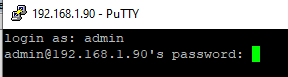 192.168.1.90 - PuTTY
login as: admin
admin@192.168.1.90's password: